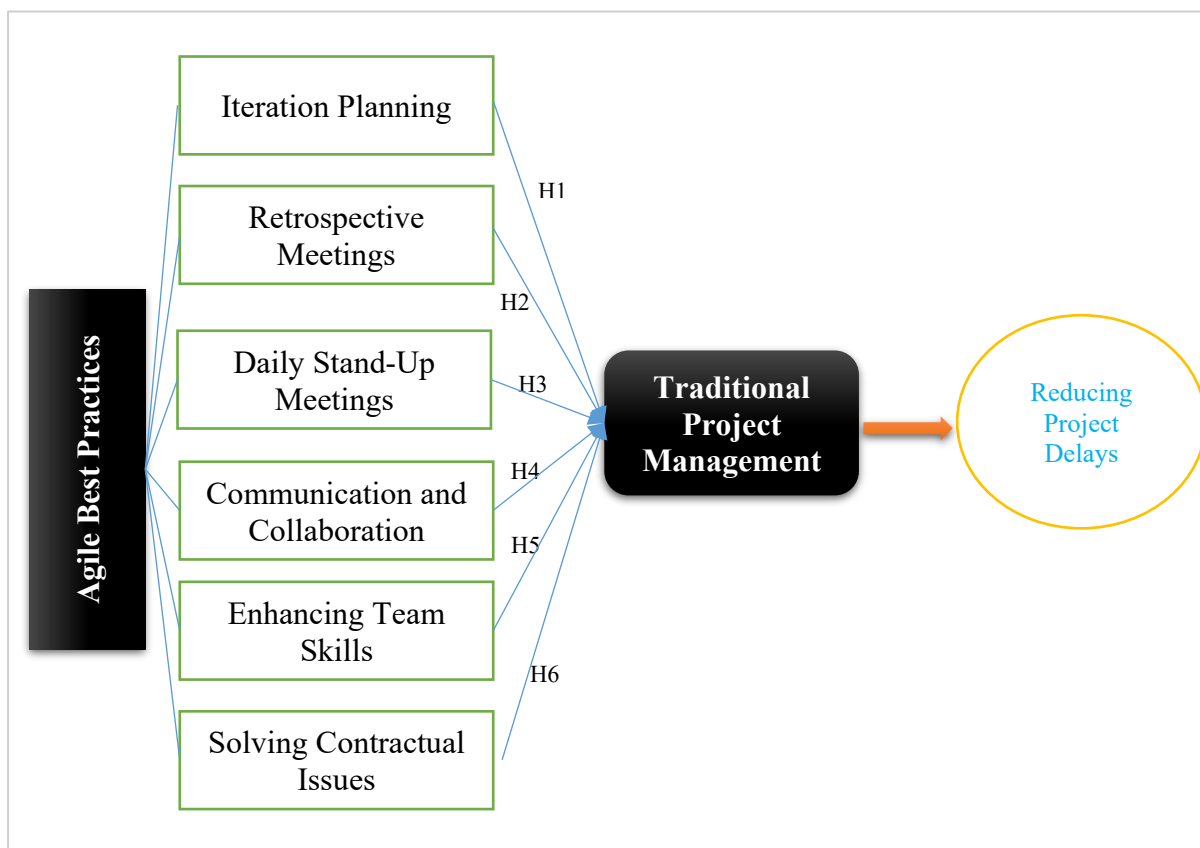 Agile Best Practices
Iteration Planning
Retrospective
Meetings
Daily Stand-Up
Meetings
Communication and
Collaboration
Enhancing Team
Skills
Solving Contractual
Issues
H1
H2
H3
H4
H5
H6
Traditional
Project
Management
Reducing
Project
Delays